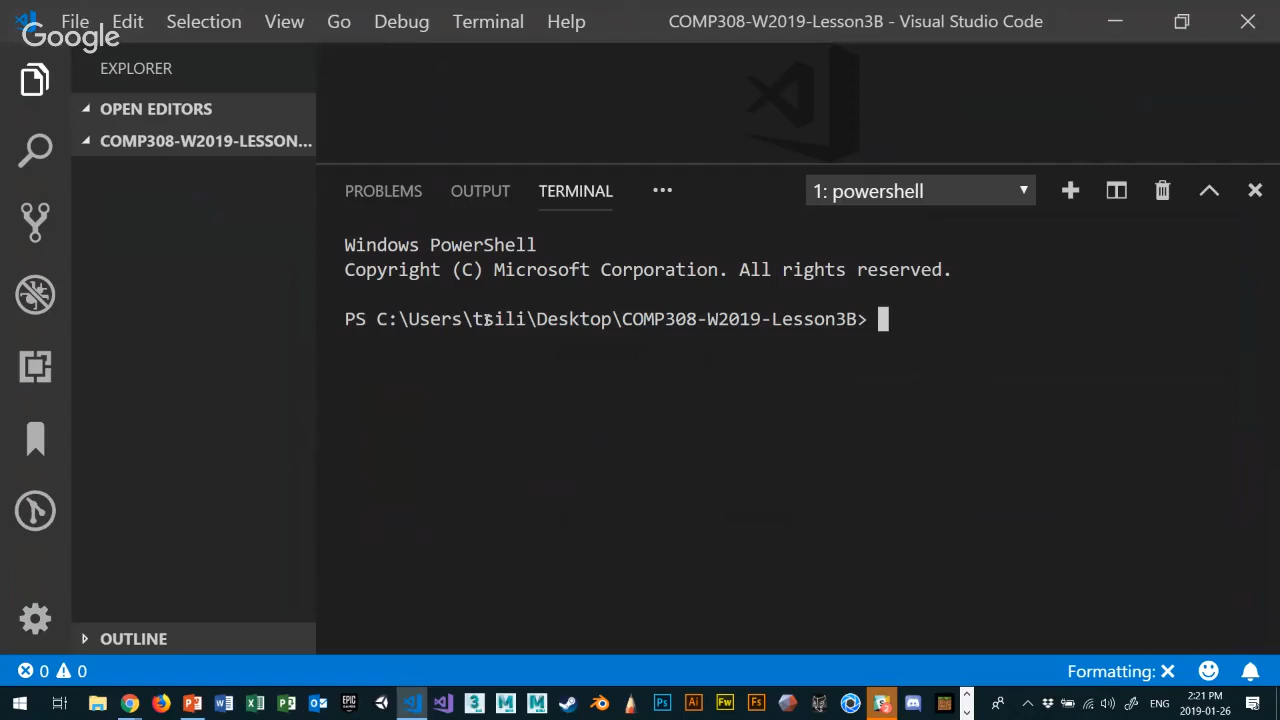 File Edit Selection View Go Debug Terminal Help COMP308-W2019-Lesson3B - Visual Studio Code
Google
EXPLORER
OPEN EDITORS
COMP308-W2019-LESSON...
PROBLEMS OUTPUT TERMINAL ••• 1: powershell
Windows PowerShell
Copyright (C) Microsoft Corporation. All rights reserved.
PS C:\Users\tsili\Desktop\COMP308-W2019-Lesson3B>
OUTLINE
0 0 Formatting: ✕
2:21 PM
ENG
2019-01-26